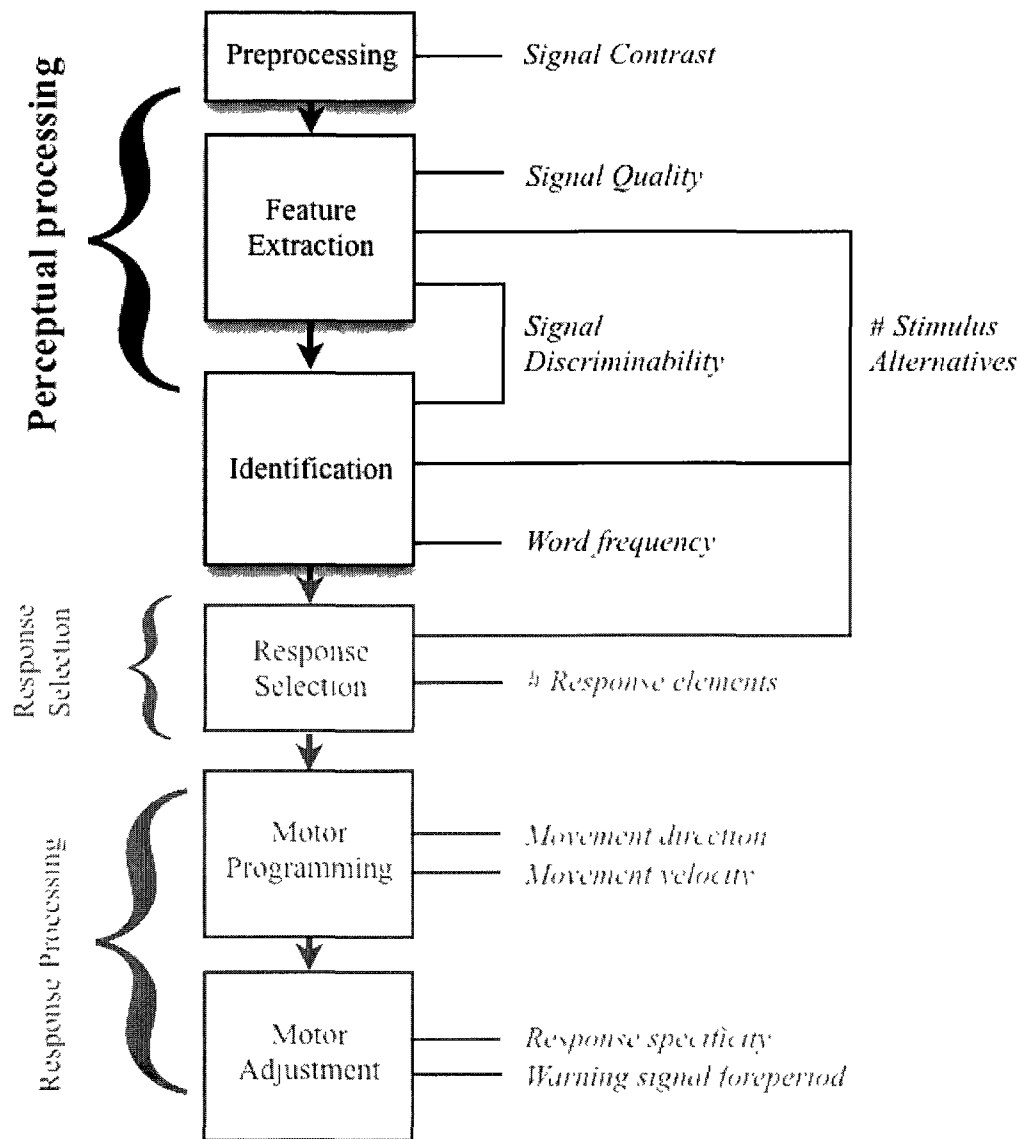 Perceptual processing
Preprocessing
Signal Contrast
Feature
Extraction
Signal Quality
Signal
Discriminability
# Stimulus
Alternatives
Identification
Word frequency
Response
Selection
Response
Selection
# Response elements
Response Processing
Motor
Programming
Movement direction
Movement velocity
Motor
Adjustment
Response specificity
Warning signal foreperiod